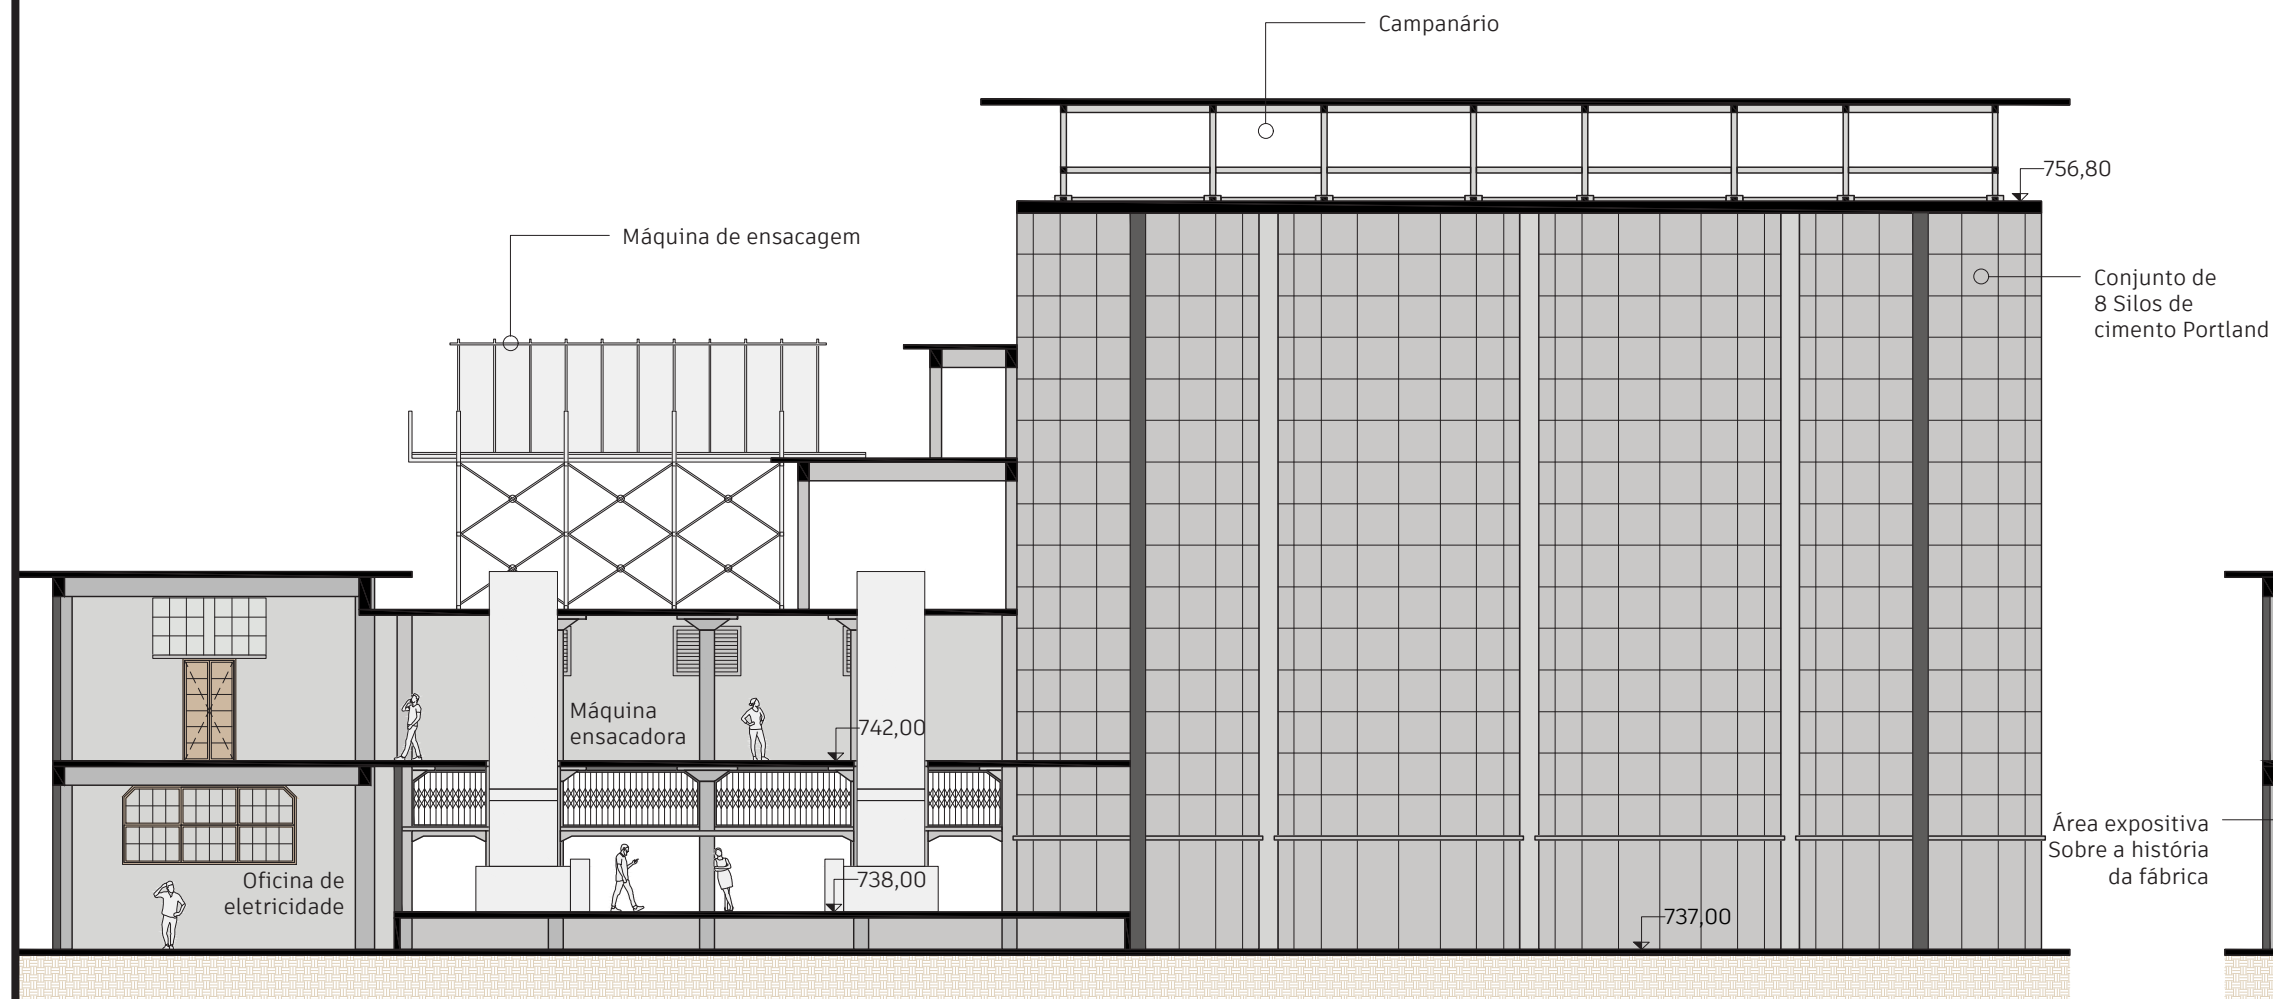 Campanário
756,80
Máquina de ensacagem
Conjunto de
8 Silos de
cimento Portland
Máquina
ensacadora
742,00
Área expositiva
Sobre a história
da fábrica
Oficina de
eletricidade
738,00
737,00